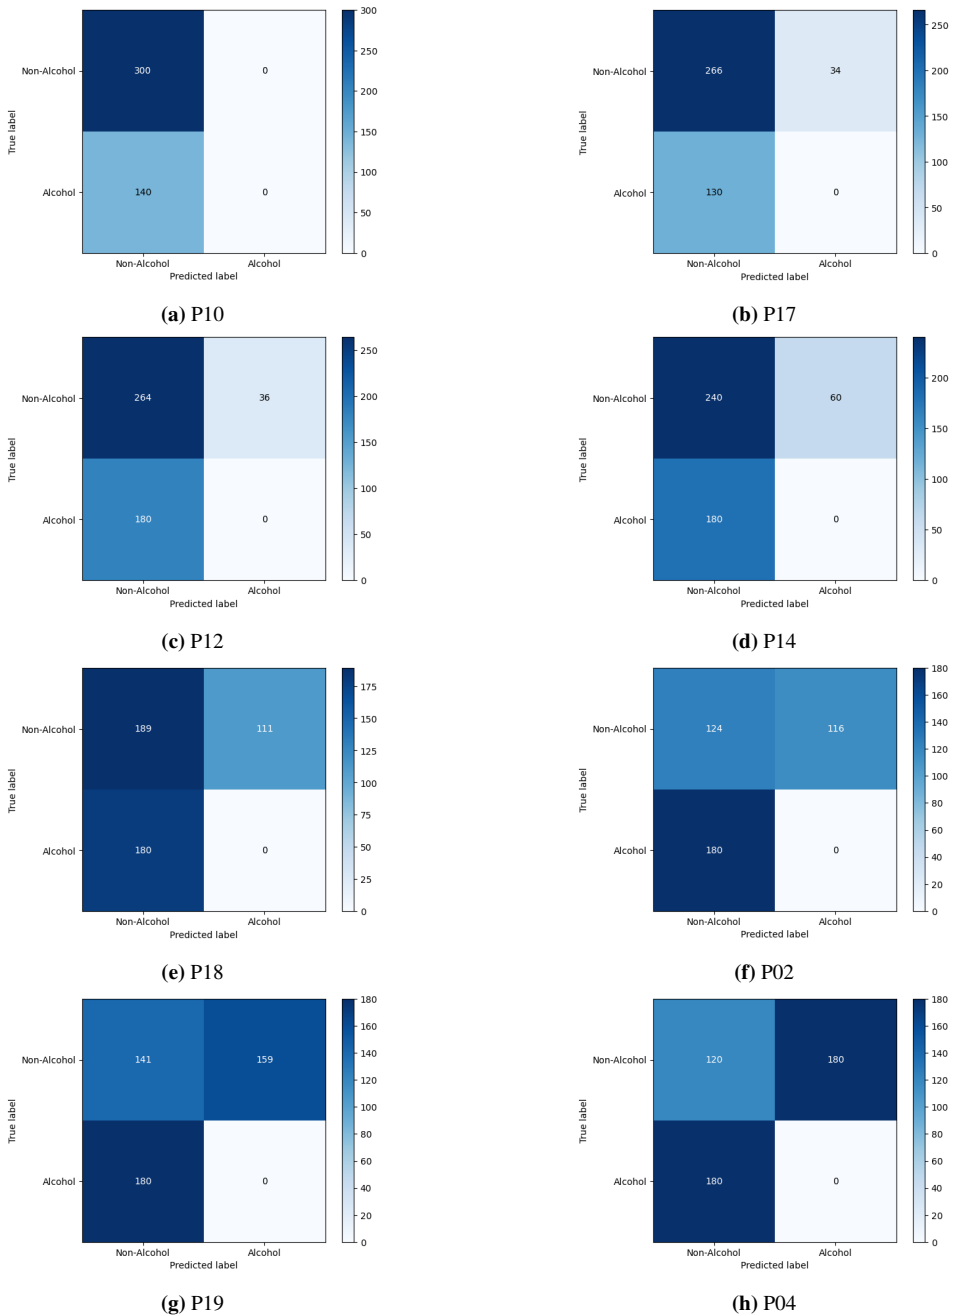 300
Non-Alcohol 300 0
250
200
True label
150
Alcohol 140 0
100
50
0
Non-Alcohol Alcohol
Predicted label
(a) P10
250
Non-Alcohol 266 34
200
150
True label
100
Alcohol 130 0
50
0
Non-Alcohol Alcohol
Predicted label
(b) P17
250
Non-Alcohol 264 36
200
150
True label
100
Alcohol 180 0
50
0
Non-Alcohol Alcohol
Predicted label
(c) P12
200
Non-Alcohol 240 60
150
True label
100
Alcohol 180 0
50
0
Non-Alcohol Alcohol
Predicted label
(d) P14
175
Non-Alcohol 189 111
150
125
True label
100
75
Alcohol 180 0
50
25
0
Non-Alcohol Alcohol
Predicted label
(e) P18
180
160
Non-Alcohol 124 116
140
120
True label
100
80
60
Alcohol 180 0
40
20
0
Non-Alcohol Alcohol
Predicted label
(f) P02
180
160
Non-Alcohol 141 159
140
120
True label
100
80
60
Alcohol 180 0
40
20
0
Non-Alcohol Alcohol
Predicted label
(g) P19
180
160
Non-Alcohol 120 180
140
120
True label
100
80
60
Alcohol 180 0
40
20
0
Non-Alcohol Alcohol
Predicted label
(h) P04